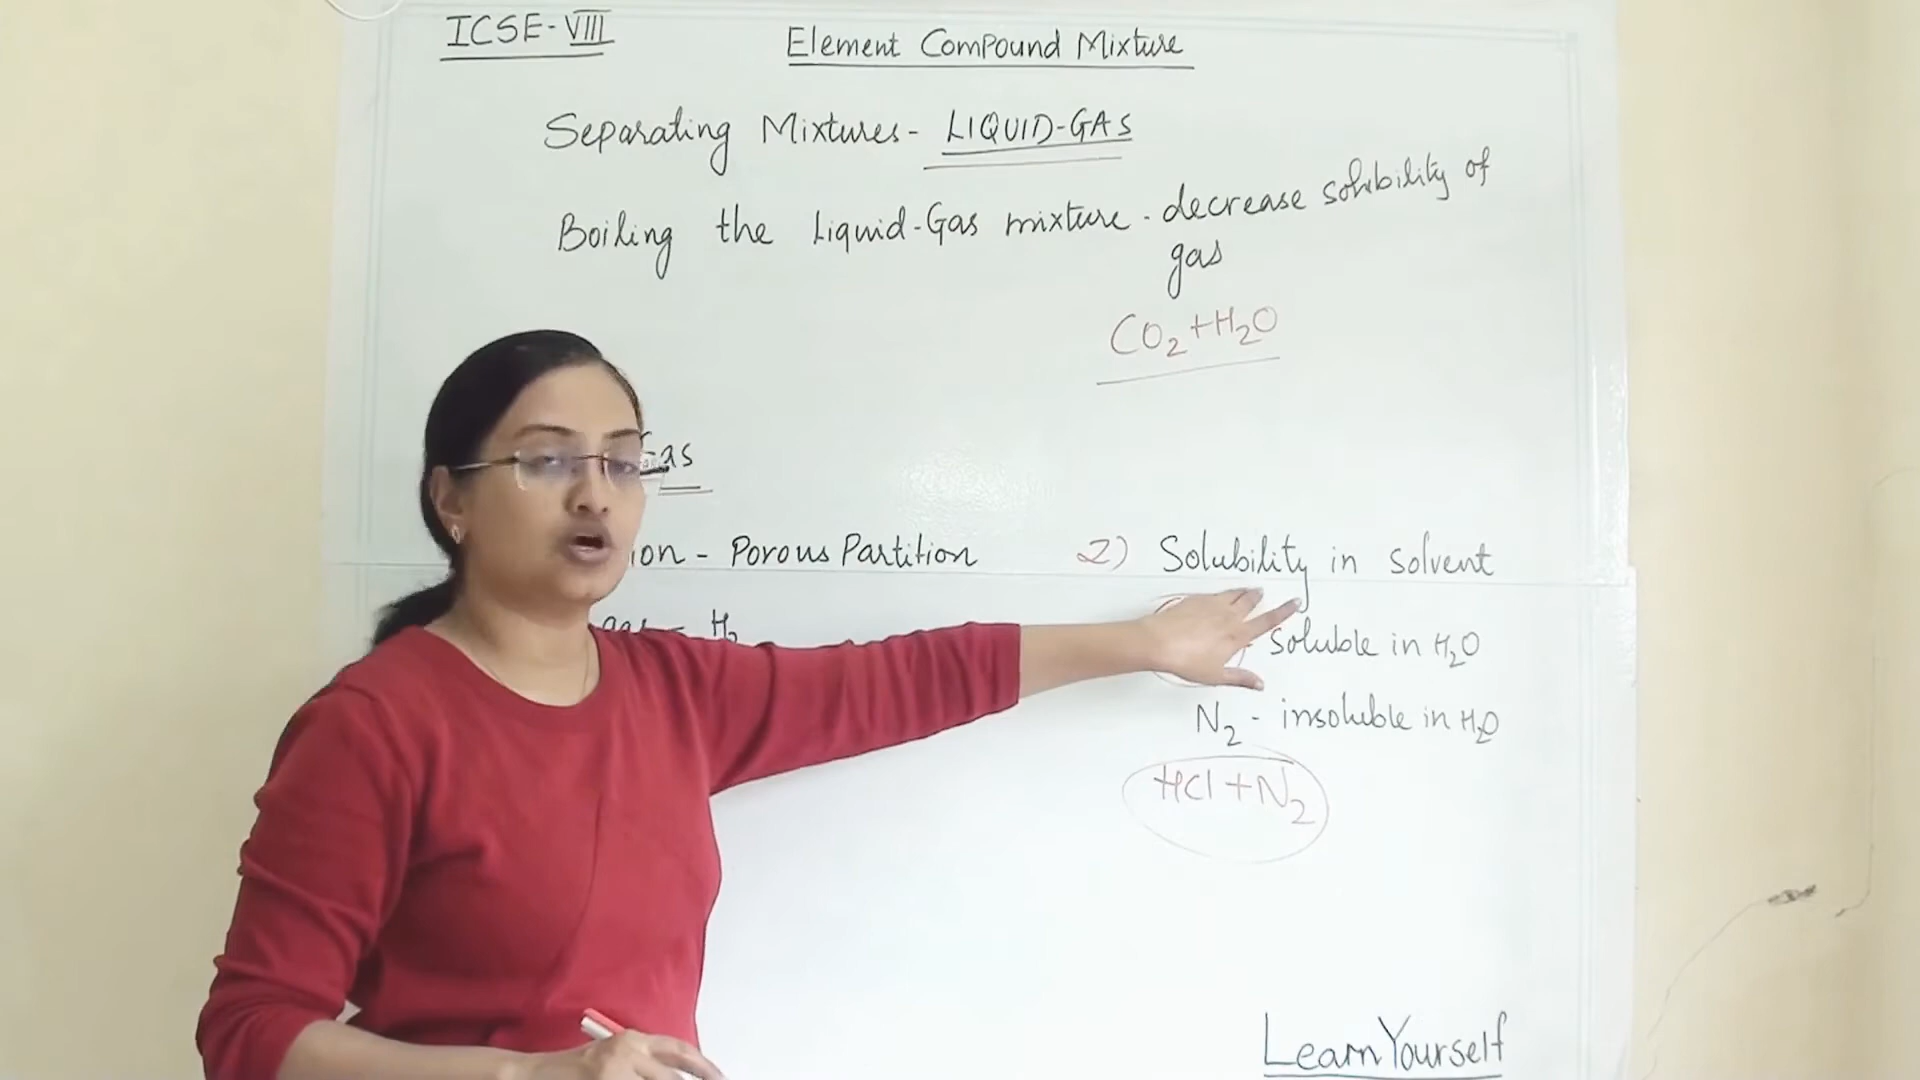 ICSE-VIII
Element Compound Mixture
Separating Mixtures- LIQUID-GAS
Boiling the Liquid-Gas mixture - decrease solubility of
gas
CO₂+H₂O
Gas
ion - Porous Partition
2) Solubility in solvent
gas - H₂
- soluble in H₂O
N₂ - insoluble in H₂O
HCl+N₂
LearnYourself